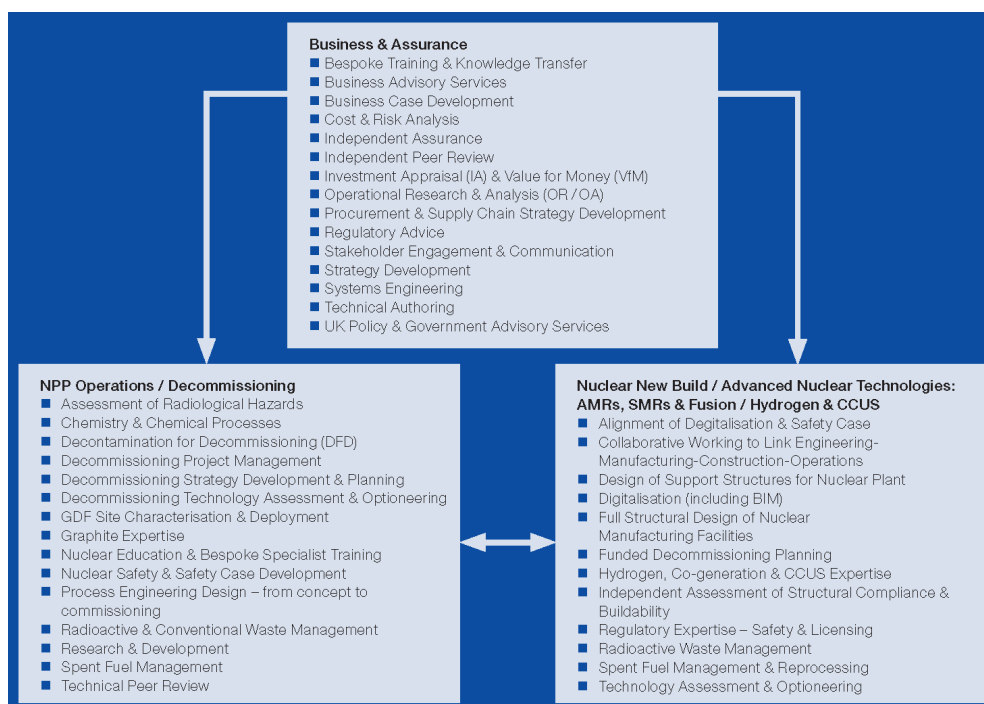 Business & Assurance
Bespoke Training & Knowledge Transfer
Business Advisory Services
Business Case Development
Cost & Risk Analysis
Independent Assurance
Independent Peer Review
Investment Appraisal (IA) & Value for Money (VfM)
Operational Research & Analysis (OR / OA)
Procurement & Supply Chain Strategy Development
Regulatory Advice
Stakeholder Engagement & Communication
Strategy Development
Systems Engineering
Technical Authoring
UK Policy & Government Advisory Services
NPP Operations / Decommissioning
Assessment of Radiological Hazards
Chemistry & Chemical Processes
Decontamination for Decommissioning (DFD)
Decommissioning Project Management
Decommissioning Strategy Development & Planning
Decommissioning Technology Assessment & Optioneering
GDF Site Characterisation & Deployment
Graphite Expertise
Nuclear Education & Bespoke Specialist Training
Nuclear Safety & Safety Case Development
Process Engineering Design – from concept to
commissioning
Radioactive & Conventional Waste Management
Research & Development
Spent Fuel Management
Technical Peer Review
Nuclear New Build / Advanced Nuclear Technologies:
AMRs, SMRs & Fusion / Hydrogen & CCUS
Alignment of Degitalisation & Safety Case
Collaborative Working to Link Engineering-
Manufacturing-Construction-Operations
Design of Support Structures for Nuclear Plant
Digitalisation (including BIM)
Full Structural Design of Nuclear
Manufacturing Facilities
Funded Decommissioning Planning
Hydrogen, Co-generation & CCUS Expertise
Independent Assessment of Structural Compliance &
Buildability
Regulatory Expertise – Safety & Licensing
Radioactive Waste Management
Spent Fuel Management & Reprocessing
Technology Assessment & Optioneering